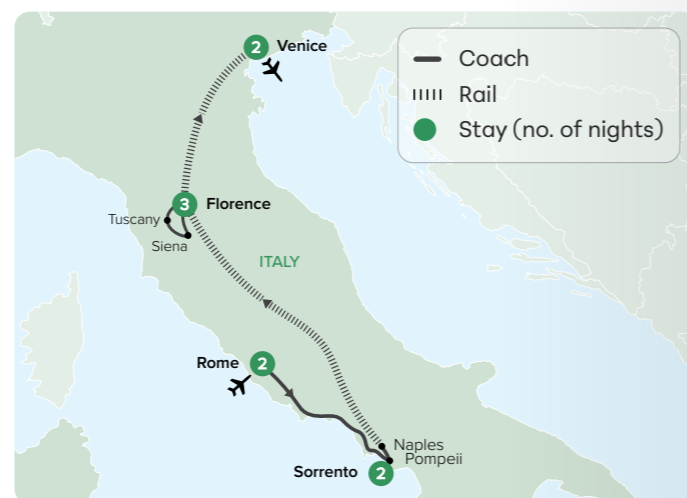 2 Venice
Coach
Rail
Stay (no. of nights)
3 Florence
Tuscany
Siena
ITALY
Rome 2
Naples
Pompeii
Sorrento 2